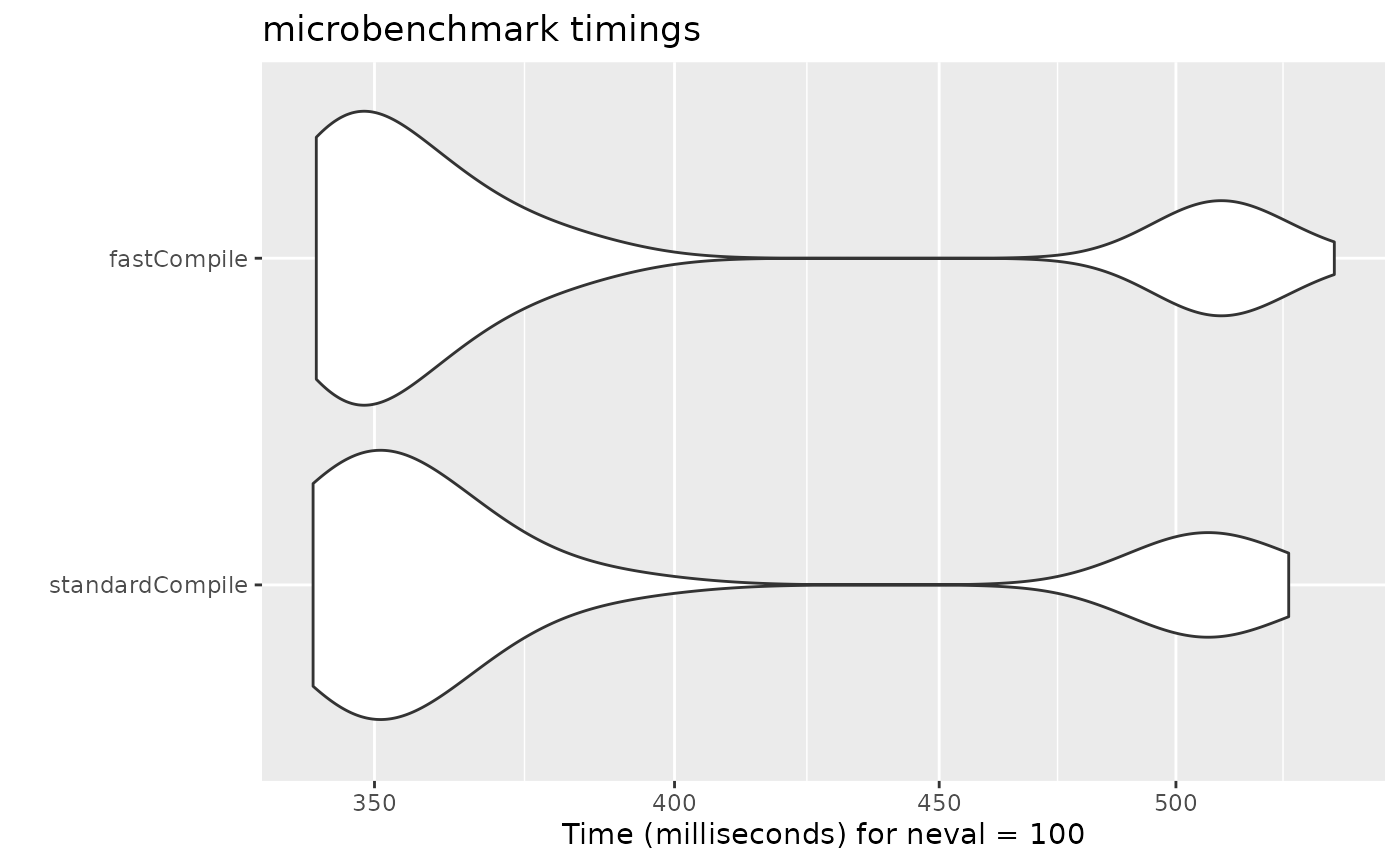 microbenchmark timings
fastCompile
standardCompile
350 400 450 500
Time (milliseconds) for neval = 100